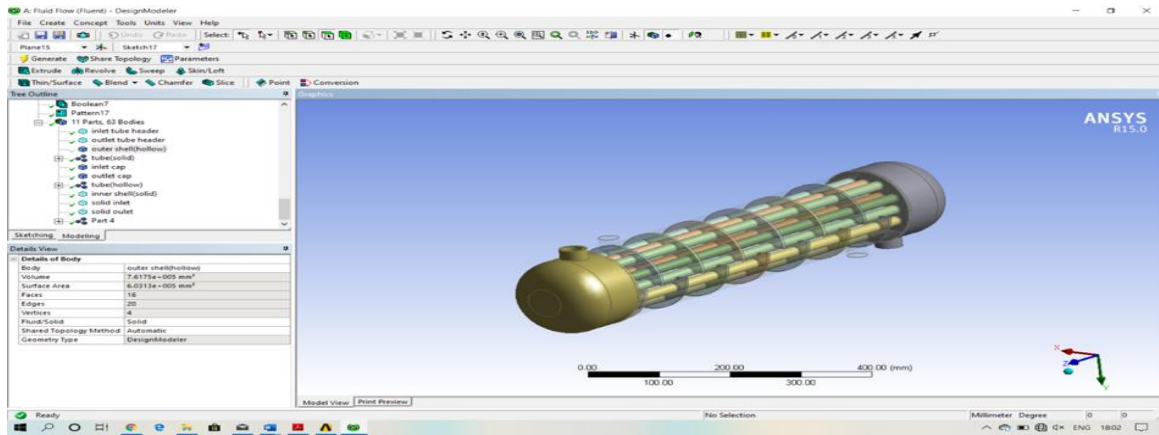 A: Fluid Flow (Fluent) - DesignModeler
File Create Concept Tools Units View Help
Undo Redo Select:
Plane15 Sketch17
Generate Share Topology Parameters
Extrude Revolve Sweep Skin/Loft
Thin/Surface Blend Chamfer Slice Point Conversion
Tree Outline
Graphics
Boolean7
Pattern17
11 Parts, 63 Bodies
inlet tube header
outlet tube header
outer shell(hollow)
tube(solid)
inlet cap
outlet cap
tube(hollow)
inner shell(solid)
solid inlet
solid oulet
Part 4
Sketching Modeling
Details View
Details of Body
Body outer shell(hollow)
Volume 7.6175e+005 mm³
Surface Area 6.0313e+005 mm²
Faces 16
Edges 20
Vertices 4
Fluid/Solid Solid
Shared Topology Method Automatic
Geometry Type DesignModeler
ANSYS
R15.0
0.00 200.00 400.00 (mm)
100.00 300.00
X
Z
Y
Model View Print Preview
Ready No Selection Millimeter Degree 0 0
ENG 18:02